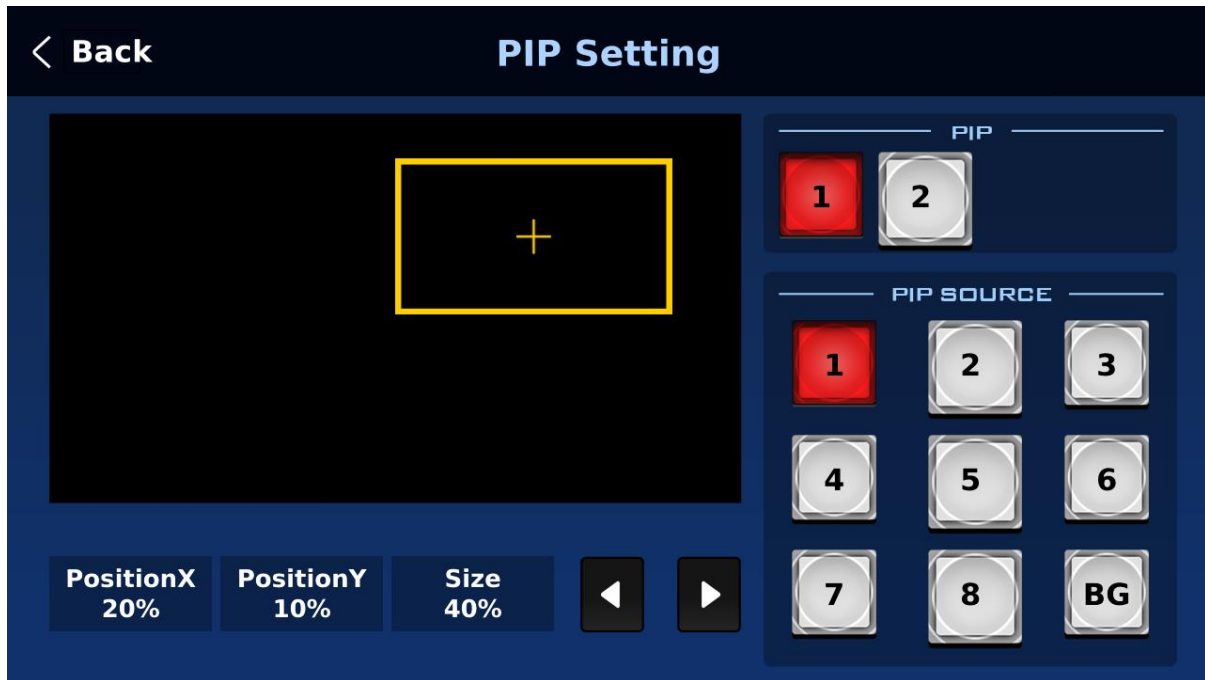 Back
PIP Setting
PIP
1
2
PIP SOURCE
1
2
3
4
5
6
7
8
BG
PositionX
20%
PositionY
10%
Size
40%